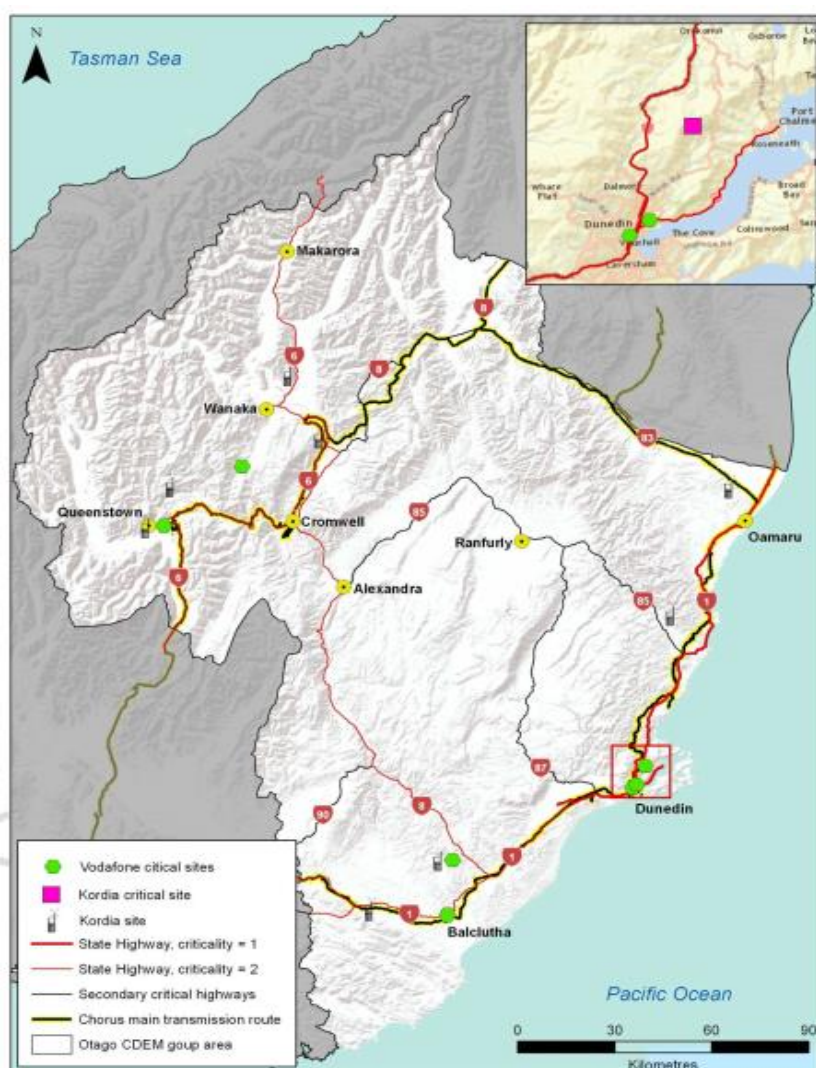 N
Tasman Sea
Port
Chalme
Roseneath
Whare
Flat
Broad
Bay
Dunedin
The Cove
Caversham
Makarora
8
6
8
Wanaka
83
6
Queenstown
Cromwell
85
Ranfurly
Oamaru
6
Alexandra
85
1
87
Dunedin
90
8
1
1
Balclutha
Vodafone citical sites
Kordia critical site
Kordia site
State Highway, criticality = 1
State Highway, criticality = 2
Secondary critical highways
Chorus main transmission route
Otago CDEM goup area
Pacific Ocean
0 30 60 90
Kilometres